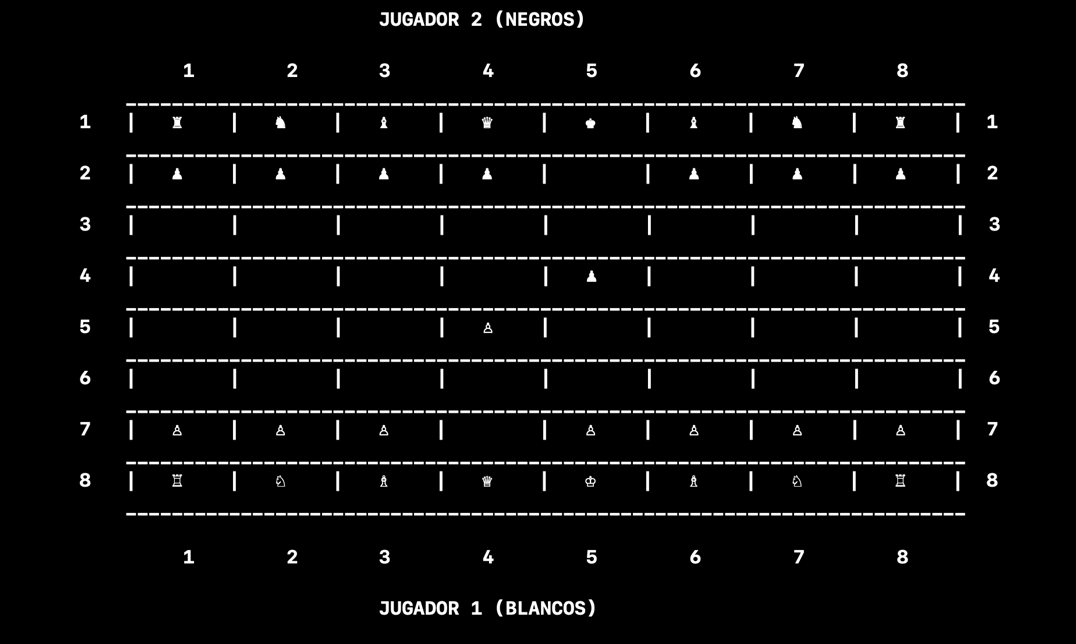 JUGADOR 2 (NEGROS)
1 2 3 4 5 6 7 8
1 | ♜ | ♞ | ♝ | ♛ | ♚ | ♝ | ♞ | ♜ | 1
2 | ♟ | ♟ | ♟ | ♟ | | ♟ | ♟ | ♟ | 2
3 | | | | | | | | | 3
4 | | | | | ♟ | | | | 4
5 | | | | ♙ | | | | | 5
6 | | | | | | | | | 6
7 | ♙ | ♙ | ♙ | | ♙ | ♙ | ♙ | ♙ | 7
8 | ♖ | ♘ | ♗ | ♕ | ♔ | ♗ | ♘ | ♖ | 8
1 2 3 4 5 6 7 8
JUGADOR 1 (BLANCOS)